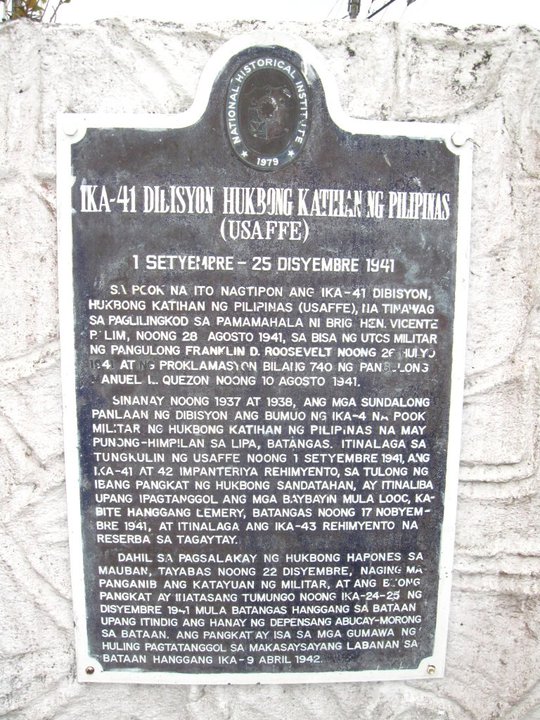 NATIONAL HISTORICAL INSTITUTE
1979
IKA-41 DIBISYON HUKBONG KATIHAN NG PILIPINAS
(USAFFE)
1 SETYEMBRE - 25 DISYEMBRE 1941
SA POOK NA ITO NAGTIPON ANG IKA-41 DIBISYON,
HUKBONG KATIHAN NG PILIPINAS (USAFFE), NA TINAWAG
SA PAGLILINGKOD SA PAMAMAHALA NI BRIG. HEN. VICENTE
P. LIM, NOONG 28 AGOSTO 1941, SA BISA NG UTOS MILITAR
NG PANGULONG FRANKLIN D. ROOSEVELT NOONG 26 HULYO
AT NG PROKLAMASYON BILANG 740 NG PANGULONG
MANUEL L. QUEZON NOONG 10 AGOSTO 1941.
SINANAY NOONG 1937 AT 1938, ANG MGA SUNDALONG
PANLAAN NG DIBISYON ANG BUMUO NG IKA-4 NA POOK
MILITAR NG HUKBONG KATIHAN NG PILIPINAS NA MAY
PUNONG-HIMPILAN SA LIPA, BATANGAS. ITINALAGA SA
TUNGKULIN NG USAFFE NOONG 1 SETYEMBRE 1941, ANG
IKA-41 AT 42 IMPANTERIYA REHIMYENTO, SA TULONG NG
IBANG PANGKAT NG HUKBONG SANDATAHAN, AY ITINALIBA
UPANG IPAGTANGGOL ANG MGA BAYBAYIN MULA LOOC, KA-
BITE HANGGANG LEMERY, BATANGAS NOONG 17 NOBYEM-
BRE 1941, AT ITINALAGA ANG IKA-43 REHIMYENTO NA
RESERBA SA TAGAYTAY.
DAHIL SA PAGSALAKAY NG HUKBONG HAPONES SA
MAUBAN, TAYABAS NOONG 22 DISYEMBRE, NAGING MA-
PANGANIB ANG KATAYUAN NG MILITAR, AT ANG BUONG
PANGKAT AY INATASANG TUMUNGO NOONG IKA-24-25 NG
DISYEMBRE 1941 MULA BATANGAS HANGGANG SA BATAAN
UPANG ITINDIG ANG HANAY NG DEPENSANG ABUCAY-MORONG
SA BATAAN. ANG PANGKAT AY ISA SA MGA GUMAWA NG
HULING PAGTATANGGOL SA MAKASAYSAYANG LABANAN SA
BATAAN HANGGANG IKA-9 ABRIL 1942.